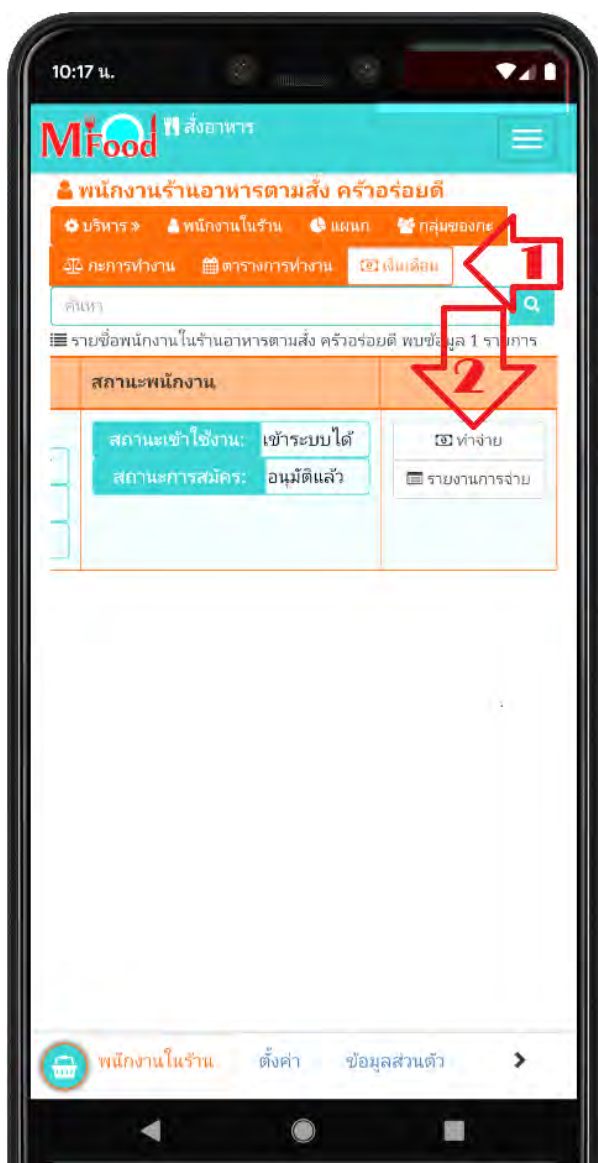 10:17 น.
MFood สั่งอาหาร
พนักงานร้านอาหารตามสั่ง ครัวอร่อยดี
บริหาร » พนักงานในร้าน แผนก กลุ่มของกะ
กะการทำงาน ตารางการทำงาน เงินเดือน 1
ค้นหา
รายชื่อพนักงานในร้านอาหารตามสั่ง ครัวอร่อยดี พบข้อมูล 1 รายการ
สถานะพนักงาน 2
สถานะเข้าใช้งาน: เข้าระบบได้ ทำจ่าย
สถานะการสมัคร: อนุมัติแล้ว รายงานการจ่าย
พนักงานในร้าน ตั้งค่า ข้อมูลส่วนตัว